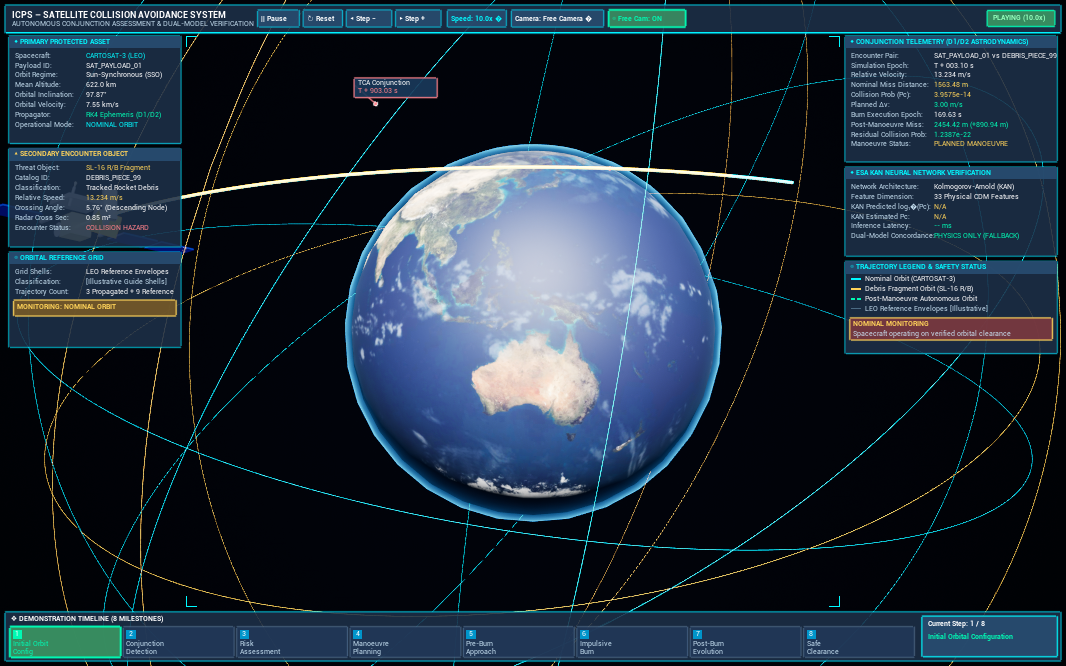 ICPS – SATELLITE COLLISION AVOIDANCE SYSTEM
AUTONOMOUS CONJUNCTION ASSESSMENT & DUAL-MODEL VERIFICATION
|| Pause
↻ Reset
◂ Step −
▸ Step +
Speed: 10.0x �
Camera: Free Camera �
Free Cam: ON
PLAYING (10.0x)
PRIMARY PROTECTED ASSET
Spacecraft: CARTOSAT-3 (LEO)
Payload ID: SAT_PAYLOAD_01
Orbit Regime: Sun-Synchronous (SSO)
Mean Altitude: 622.0 km
Orbital Inclination: 97.87°
Orbital Velocity: 7.55 km/s
Propagator: RK4 Ephemeris (D1/D2)
Operational Mode: NOMINAL ORBIT
SECONDARY ENCOUNTER OBJECT
Threat Object: SL-16 R/B Fragment
Catalog ID: DEBRIS_PIECE_99
Classification: Tracked Rocket Debris
Relative Speed: 13.234 m/s
Crossing Angle: 5.76° (Descending Node)
Radar Cross Sec: 0.85 m²
Encounter Status: COLLISION HAZARD
ORBITAL REFERENCE GRID
Grid Shells: LEO Reference Envelopes
Classification: [Illustrative Guide Shells]
Trajectory Count: 3 Propagated + 9 Reference
MONITORING: NOMINAL ORBIT
TCA Conjunction
T + 903.03 s
CONJUNCTION TELEMETRY (D1/D2 ASTRODYNAMICS)
Encounter Pair: SAT_PAYLOAD_01 vs DEBRIS_PIECE_99
Simulation Epoch: T + 003.10 s
Relative Velocity: 13.234 m/s
Nominal Miss Distance: 1563.48 m
Collision Prob (Pc): 3.9575e-14
Planned Δv: 3.00 m/s
Burn Execution Epoch: 169.63 s
Post-Manoeuvre Miss: 2454.42 m (+890.94 m)
Residual Collision Prob: 1.2387e-22
Manoeuvre Status: PLANNED MANOEUVRE
ESA KAN NEURAL NETWORK VERIFICATION
Network Architecture: Kolmogorov-Arnold (KAN)
Feature Dimension: 33 Physical CDM Features
KAN Predicted log₁�(Pc): N/A
KAN Estimated Pc: N/A
Inference Latency: -- ms
Dual-Model Concordance: PHYSICS ONLY (FALLBACK)
TRAJECTORY LEGEND & SAFETY STATUS
Nominal Orbit (CARTOSAT-3)
Debris Fragment Orbit (SL-16 R/B)
Post-Manoeuvre Autonomous Orbit
LEO Reference Envelopes [Illustrative]
NOMINAL MONITORING
Spacecraft operating on verified orbital clearance
❖ DEMONSTRATION TIMELINE (8 MILESTONES)
1
Initial Orbit
Config
2
Conjunction
Detection
3
Risk
Assessment
4
Manoeuvre
Planning
5
Pre-Burn
Approach
6
Impulsive
Burn
7
Post-Burn
Evolution
8
Safe
Clearance
Current Step: 1 / 8
Initial Orbital Configuration